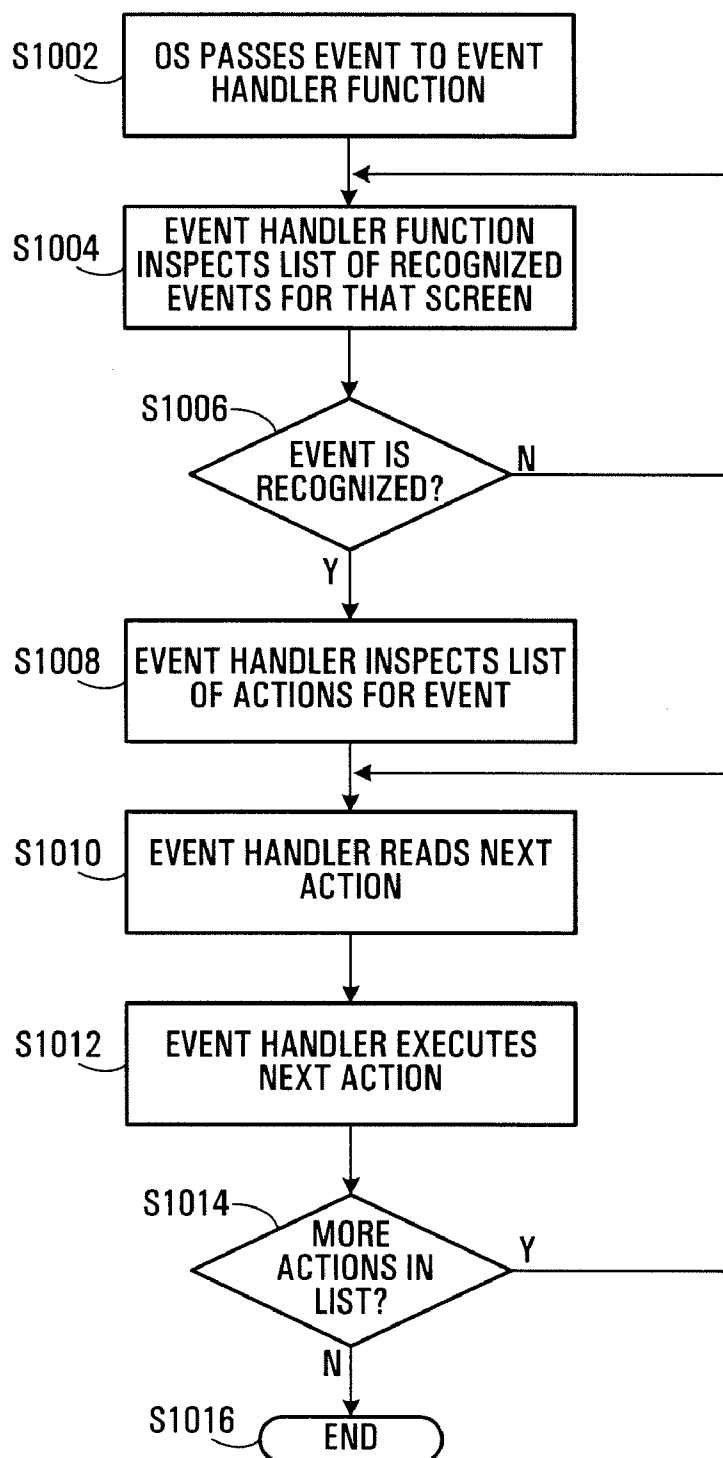 S1002
OS PASSES EVENT TO EVENT
HANDLER FUNCTION
S1004
EVENT HANDLER FUNCTION
INSPECTS LIST OF RECOGNIZED
EVENTS FOR THAT SCREEN
S1006
EVENT IS
RECOGNIZED?
N
Y
S1008
EVENT HANDLER INSPECTS LIST
OF ACTIONS FOR EVENT
S1010
EVENT HANDLER READS NEXT
ACTION
S1012
EVENT HANDLER EXECUTES
NEXT ACTION
S1014
MORE
ACTIONS IN
LIST?
Y
N
S1016
END